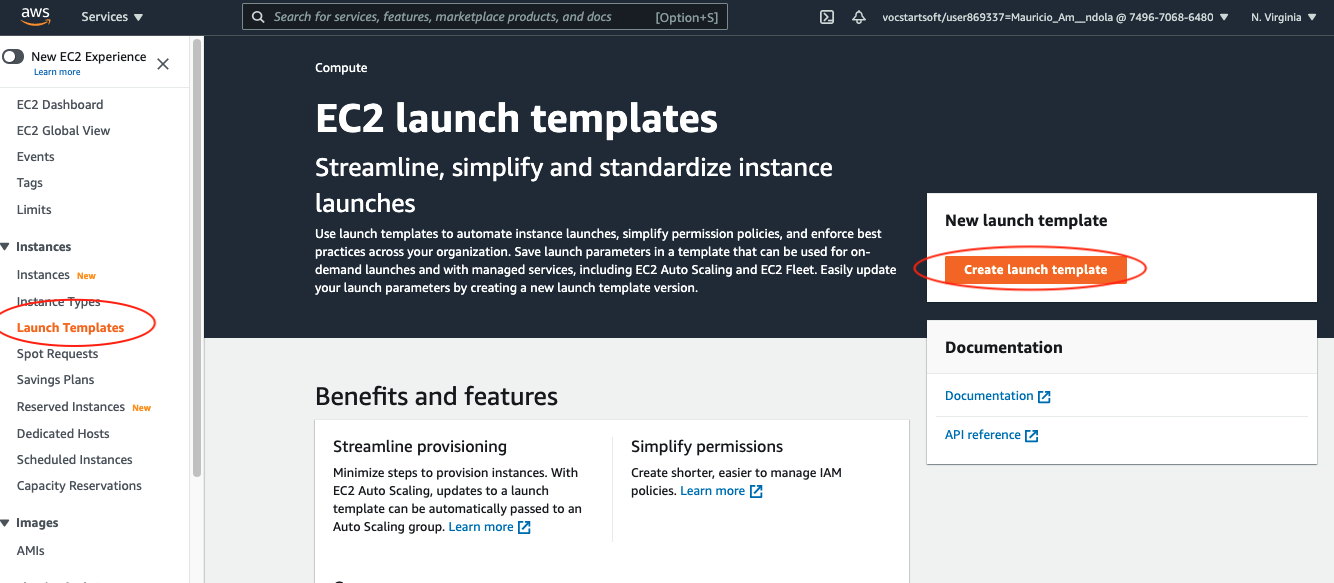 aws
Services
Search for services, features, marketplace products, and docs
[Option+S]
vocstartsoft/user869337=Mauricio_Am__ndola @ 7496-7068-6480
N. Virginia
New EC2 Experience
Learn more
EC2 Dashboard
EC2 Global View
Events
Tags
Limits
Instances
Instances New
Instance Types
Launch Templates
Spot Requests
Savings Plans
Reserved Instances New
Dedicated Hosts
Scheduled Instances
Capacity Reservations
Images
AMIs
Compute
EC2 launch templates
Streamline, simplify and standardize instance
launches
Use launch templates to automate instance launches, simplify permission policies, and enforce best
practices across your organization. Save launch parameters in a template that can be used for on-
demand launches and with managed services, including EC2 Auto Scaling and EC2 Fleet. Easily update
your launch parameters by creating a new launch template version.
New launch template
Create launch template
Documentation
Documentation
API reference
Benefits and features
Streamline provisioning
Minimize steps to provision instances. With
EC2 Auto Scaling, updates to a launch
template can be automatically passed to an
Auto Scaling group. Learn more
Simplify permissions
Create shorter, easier to manage IAM
policies. Learn more